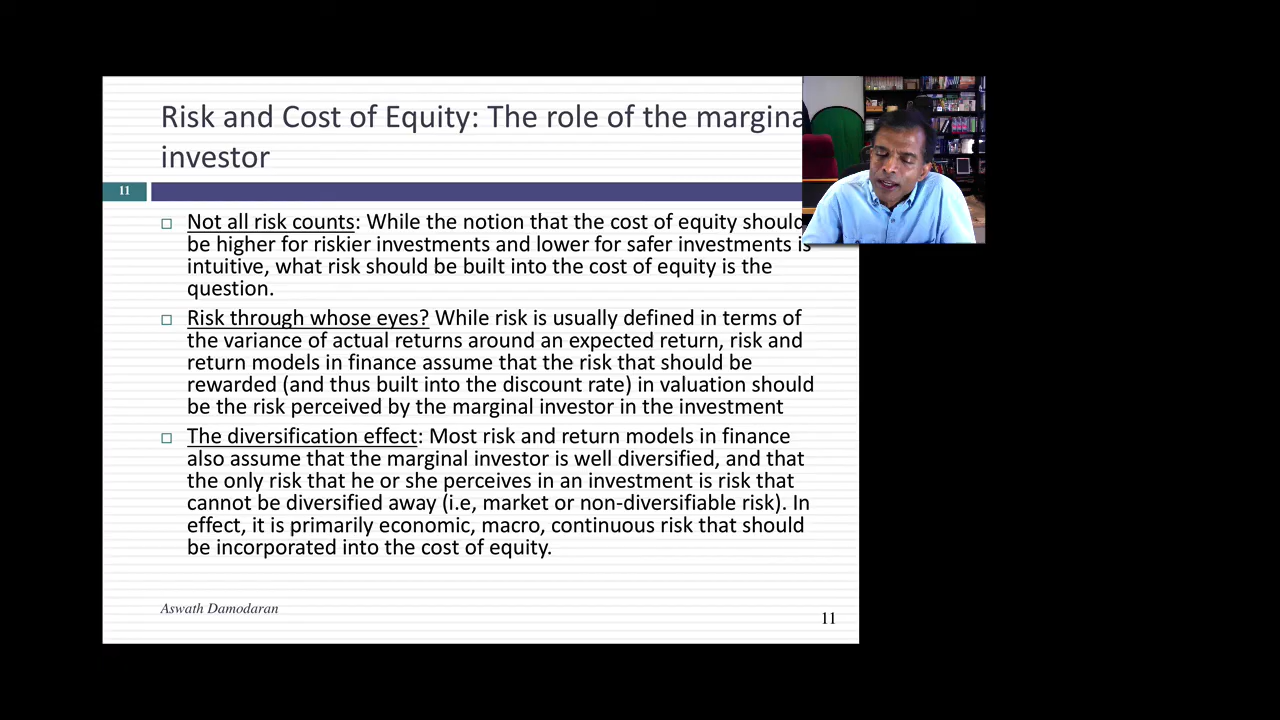 Risk and Cost of Equity: The role of the margina
investor
11
Not all risk counts: While the notion that the cost of equity should
be higher for riskier investments and lower for safer investments is
intuitive, what risk should be built into the cost of equity is the
question.
Risk through whose eyes? While risk is usually defined in terms of
the variance of actual returns around an expected return, risk and
return models in finance assume that the risk that should be
rewarded (and thus built into the discount rate) in valuation should
be the risk perceived by the marginal investor in the investment
The diversification effect: Most risk and return models in finance
also assume that the marginal investor is well diversified, and that
the only risk that he or she perceives in an investment is risk that
cannot be diversified away (i.e, market or non-diversifiable risk). In
effect, it is primarily economic, macro, continuous risk that should
be incorporated into the cost of equity.
Aswath Damodaran
11